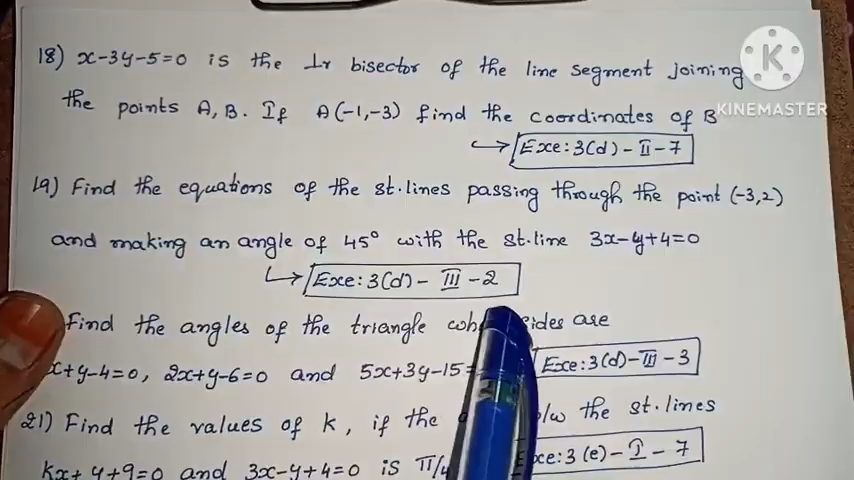 18) x-3y-5=0 is the ⊥r bisector of the line segment joining
the points A, B. If A(-1,-3) find the coordinates of B
↳ Exe: 3(d) - II - 7
19) Find the equations of the st.lines passing through the point (-3,2)
and making an angle of 45° with the st.line 3x-y+4=0
↳ Exe: 3(d) - III - 2
Find the angles of the triangle sides are
x+y-4=0, 2x+y-6=0 and 5x+3y-15=
Exe: 3(d) - III - 3
21) Find the values of k, if the b/w the st.lines
kx+y+9=0 and 3x-y+4=0 is π/4
Exe: 3(e) - I - 7
K
KINEMASTER